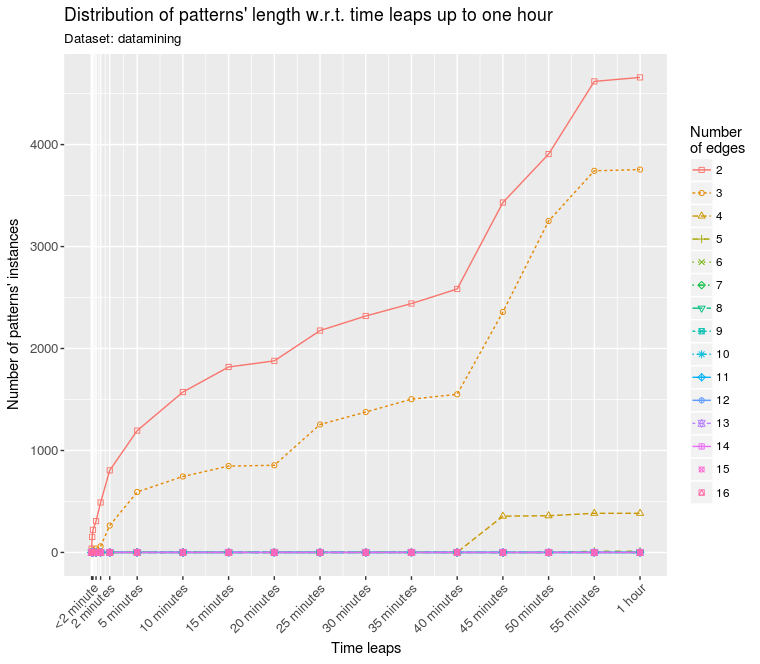 Distribution of patterns' length w.r.t. time leaps up to one hour
Dataset: datamining
Number of patterns' instances
4000
3000
2000
1000
0
<2 minute
2 minutes
5 minutes
10 minutes
15 minutes
20 minutes
25 minutes
30 minutes
35 minutes
40 minutes
45 minutes
50 minutes
55 minutes
1 hour
Time leaps
Number
of edges
2
3
4
5
6
7
8
9
10
11
12
13
14
15
16